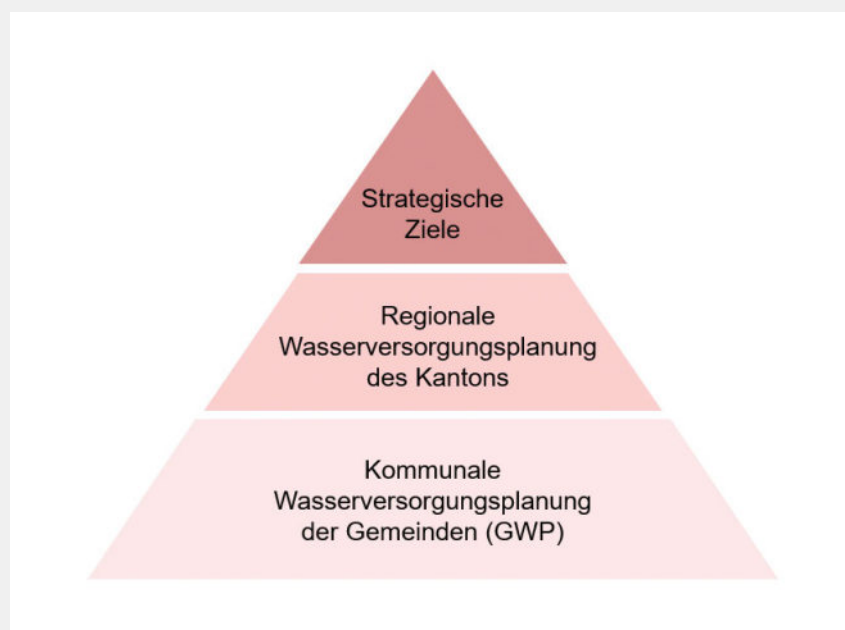 Strategische
Ziele
Regionale
Wasserversorgungsplanung
des Kantons
Kommunale
Wasserversorgungsplanung
der Gemeinden (GWP)